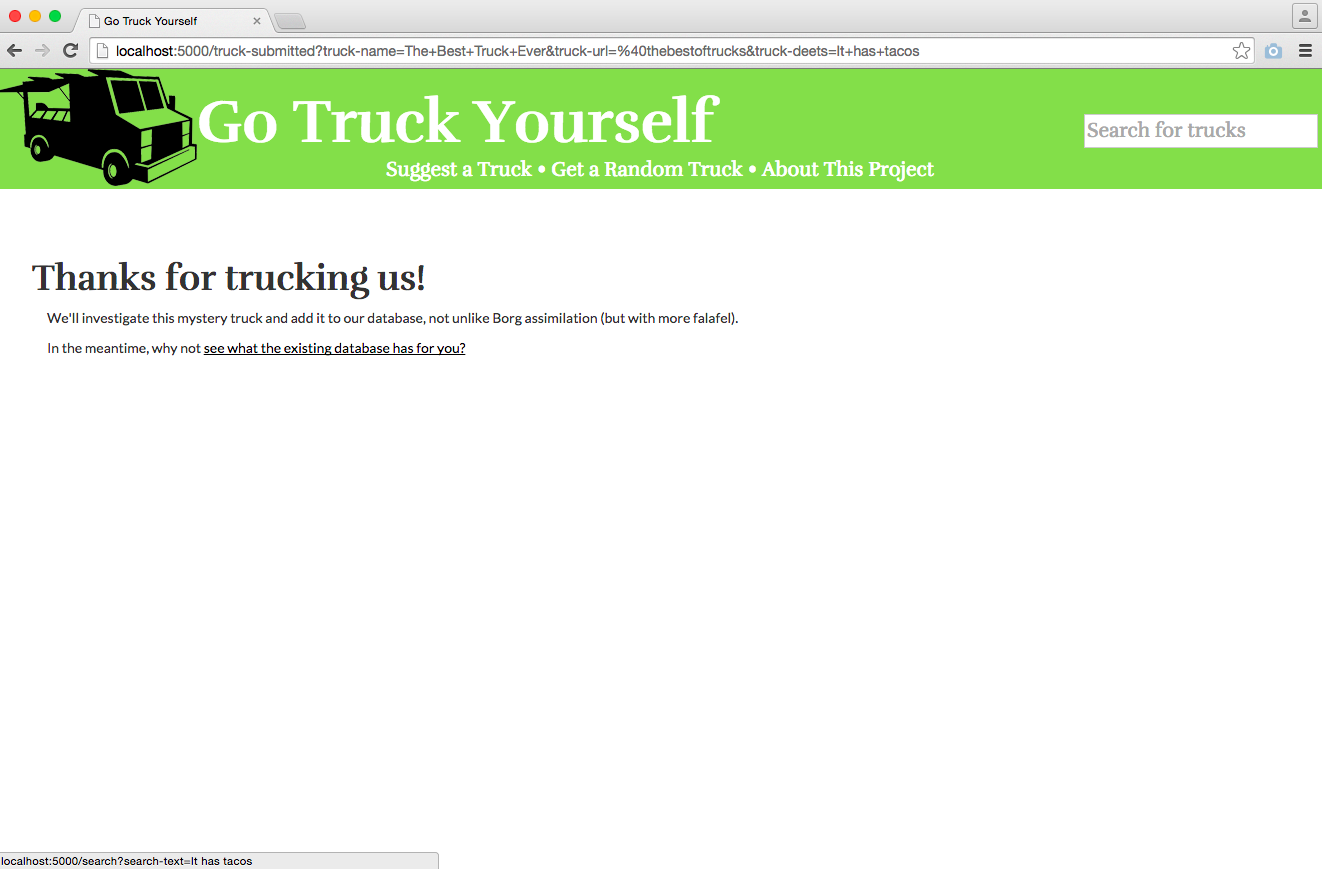 Go Truck Yourself
localhost:5000/truck-submitted?truck-name=The+Best+Truck+Ever&truck-url=%40thebestoftrucks&truck-deets=It+has+tacos
Go Truck Yourself
Search for trucks
Suggest a Truck • Get a Random Truck • About This Project
Thanks for trucking us!
We'll investigate this mystery truck and add it to our database, not unlike Borg assimilation (but with more falafel).
In the meantime, why not see what the existing database has for you?
localhost:5000/search?search-text=It has tacos